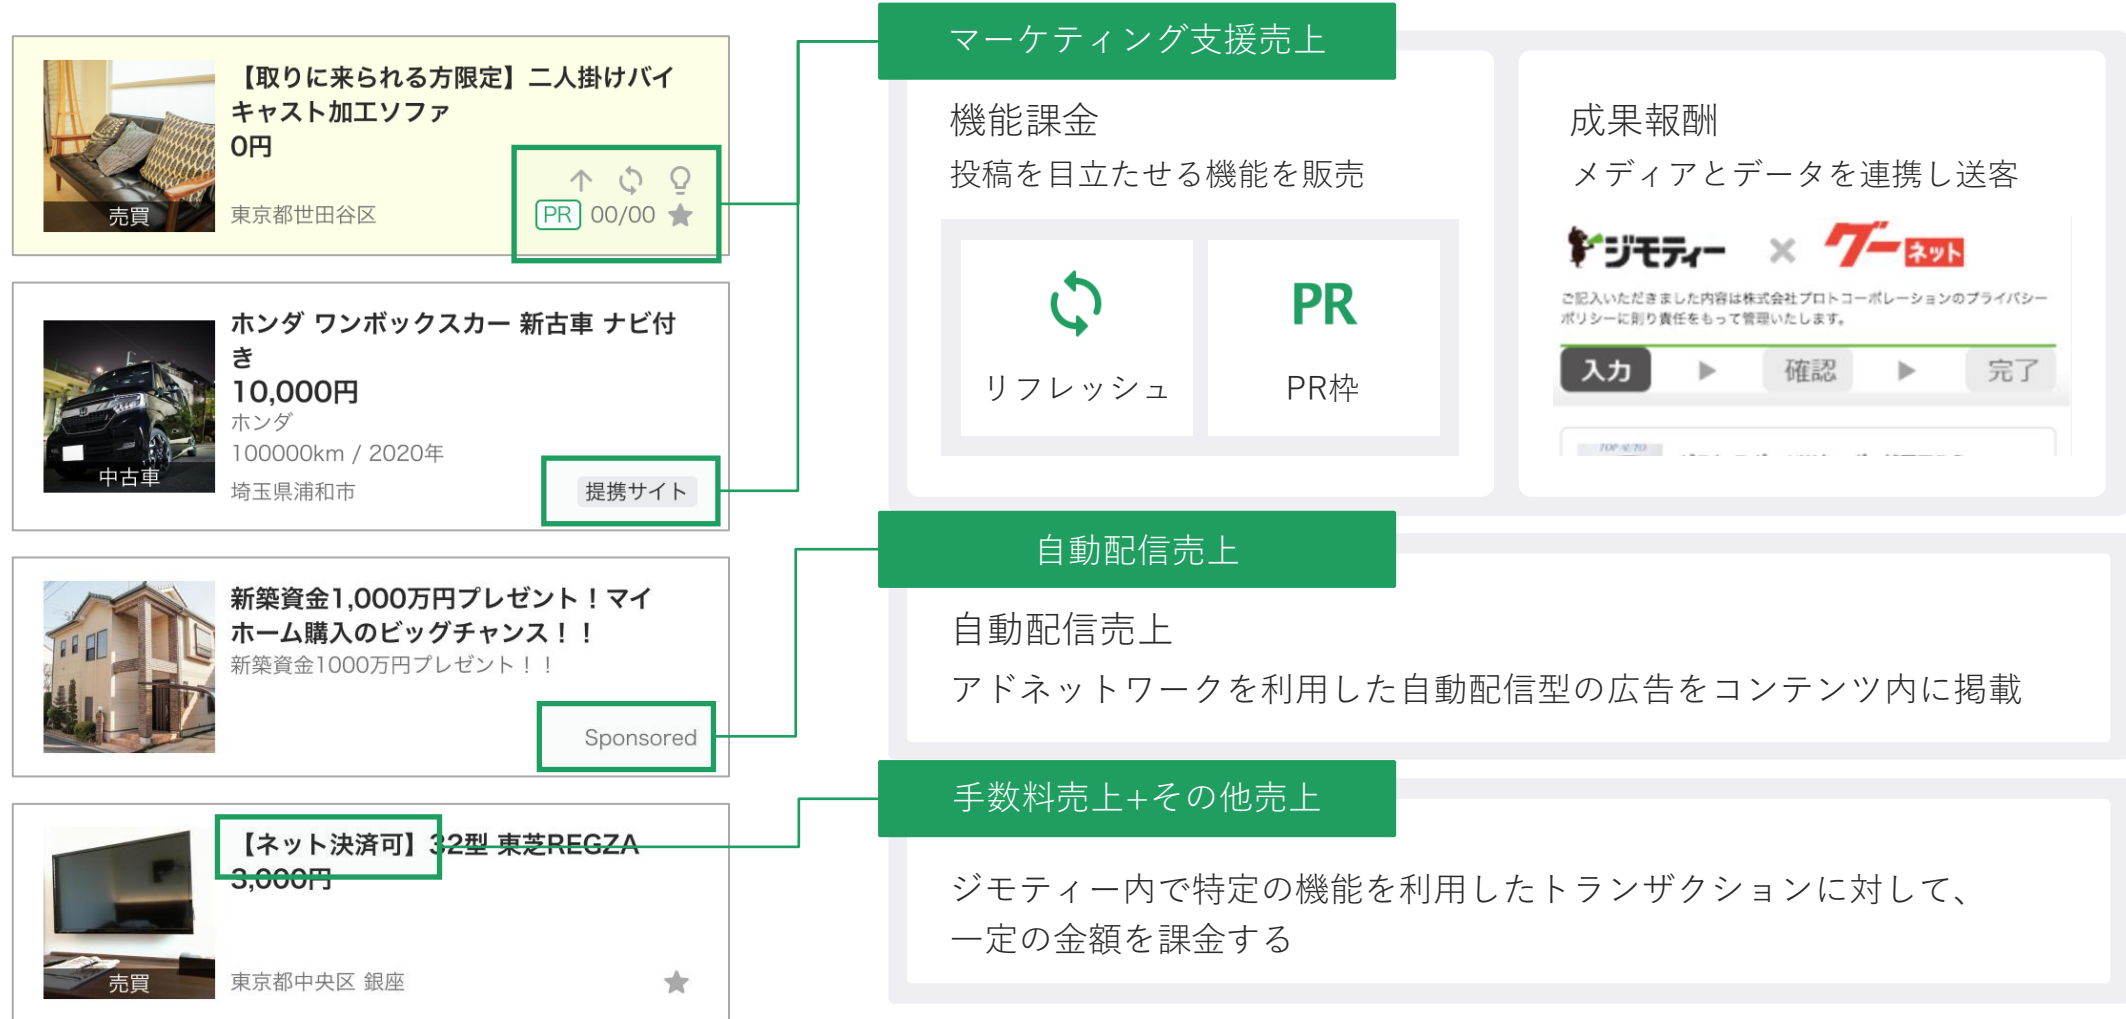 【取りに来られる方限定】二人掛けバイ
キャスト加工ソファ
0円
売買
東京都世田谷区
PR 00/00
ホンダ ワンボックスカー 新古車 ナビ付
き
10,000円
ホンダ
100000km / 2020年
中古車
埼玉県浦和市
提携サイト
新築資金1,000万円プレゼント！マイ
ホーム購入のビッグチャンス！！
新築資金1000万円プレゼント！！
Sponsored
【ネット決済可】32型 東芝REGZA
3,000円
売買
東京都中央区 銀座
マーケティング支援売上
機能課金
投稿を目立たせる機能を販売
リフレッシュ
PR
PR枠
成果報酬
メディアとデータを連携し送客
ジモティー × グーネット
ご記入いただきました内容は株式会社プロトコーポレーションのプライバシー
ポリシーに則り責任をもって管理いたします。
入力 ▶ 確認 ▶ 完了
自動配信売上
自動配信売上
アドネットワークを利用した自動配信型の広告をコンテンツ内に掲載
手数料売上+その他売上
ジモティー内で特定の機能を利用したトランザクションに対して、
一定の金額を課金する